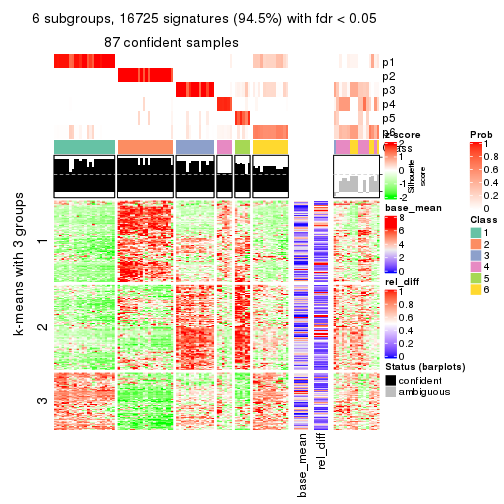 6 subgroups, 16725 signatures (94.5%) with fdr < 0.05
87 confident samples
p1
p2
p3
p4
p5
p6
Class
Silhouette
score
k-means with 3 groups
1
2
3
base_mean
rel_diff
z-score
2
1
0
-1
-2
base_mean
8
6
4
2
0
rel_diff
1
0.8
0.6
0.4
0.2
0
Status (barplots)
confident
ambiguous
Prob
1
0.8
0.6
0.4
0.2
0
Class
1
2
3
4
5
6